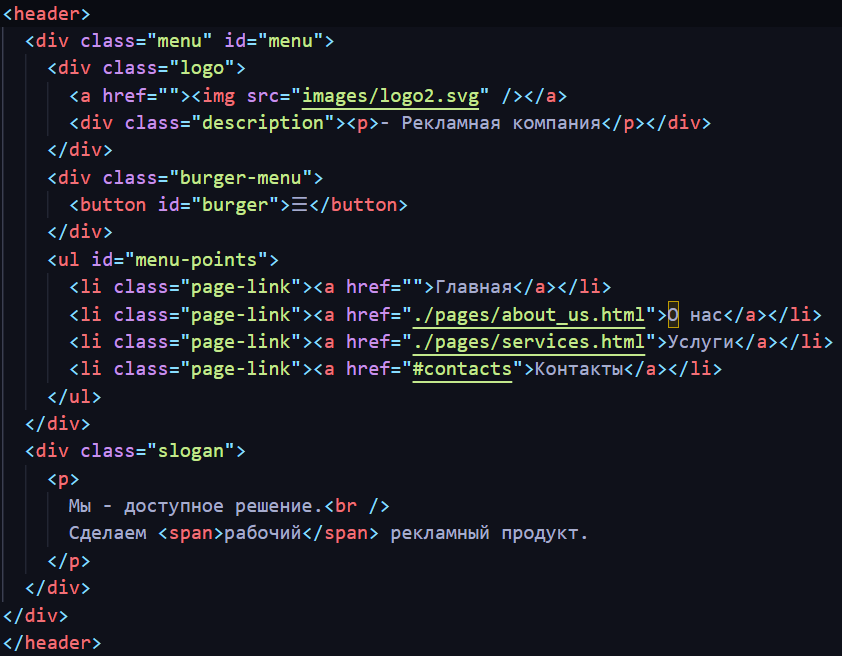 <header>
<div class="menu" id="menu">
<div class="logo">
<a href=""><img src="images/logo2.svg" /></a>
<div class="description"><p>- Рекламная компания</p></div>
</div>
<div class="burger-menu">
<button id="burger">☰</button>
</div>
<ul id="menu-points">
<li class="page-link"><a href="">Главная</a></li>
<li class="page-link"><a href="./pages/about_us.html">О нас</a></li>
<li class="page-link"><a href="./pages/services.html">Услуги</a></li>
<li class="page-link"><a href="#contacts">Контакты</a></li>
</ul>
</div>
<div class="slogan">
<p>
Мы - доступное решение.<br />
Сделаем <span>рабочий</span> рекламный продукт.
</p>
</div>
</div>
</header>